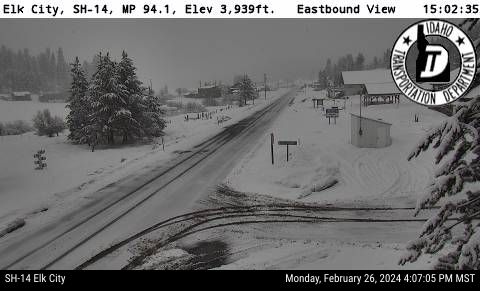 Elk City, SH-14, MP 94.1, Elev 3,939ft. Eastbound View 15:02:35
IDAHO
TRANSPORTATION DEPARTMENT
SH-14 Elk City Monday, February 26, 2024 4:07:05 PM MST